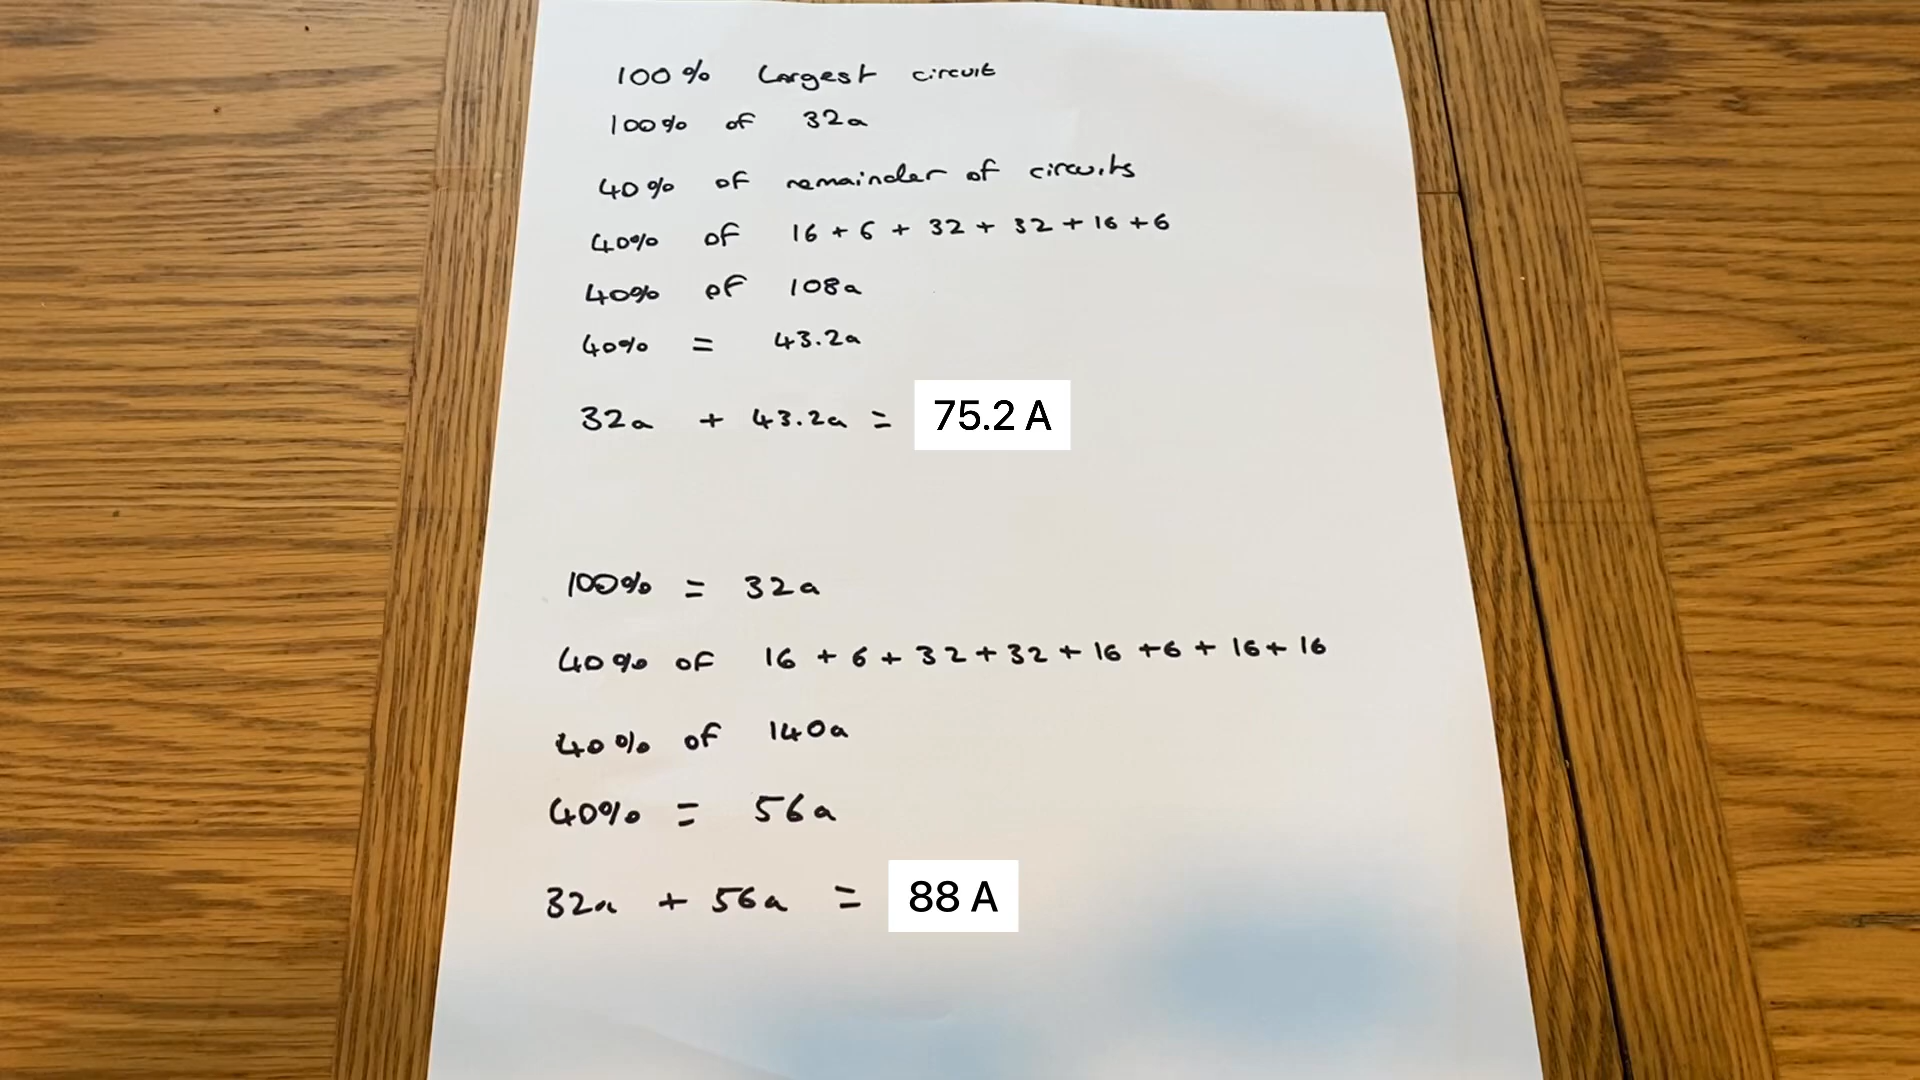 100% Largest circuit
100% of 32a
40% of remainder of circuits
40% of 16 + 6 + 32 + 32 + 16 + 6
40% of 108a
40% = 43.2a
32a + 43.2a = 75.2 A
100% = 32a
40% of 16 + 6 + 32 + 32 + 16 + 6 + 16 + 16
40% of 140a
40% = 56a
32a + 56a = 88 A